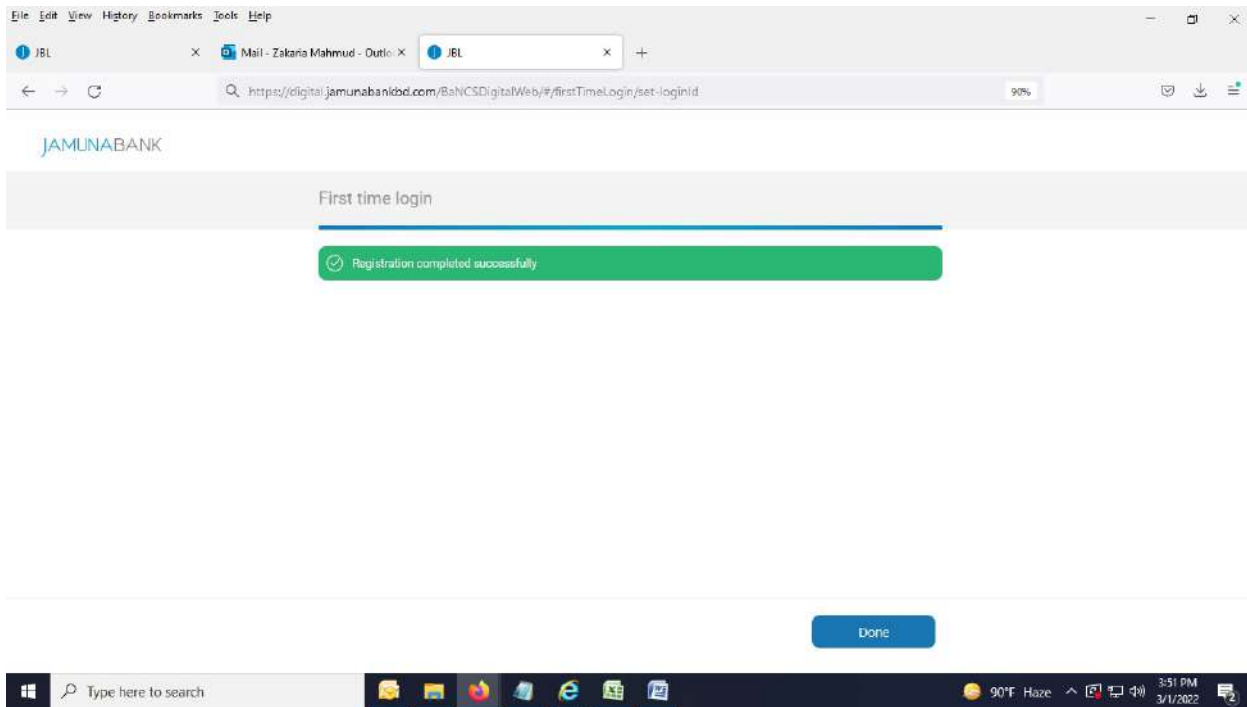 File Edit View History Bookmarks Tools Help
JBL
Mail - Zakaria Mahmud - Outlo
JBL
https://digital.jamunabankbd.com/BaNCSDigitalWeb/#/firstTimeLogin/set-loginId
90%
JAMUNABANK
First time login
Registration completed successfully
Done
Type here to search
90°F Haze
3:51 PM
3/1/2022
2